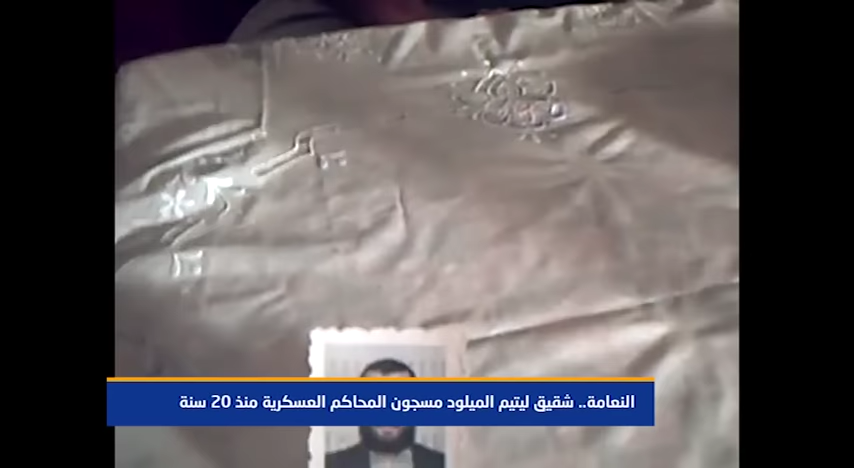 النعامة.. شقيق ليتيم الميلود مسجون المحاكم العسكرية منذ 20 سنة